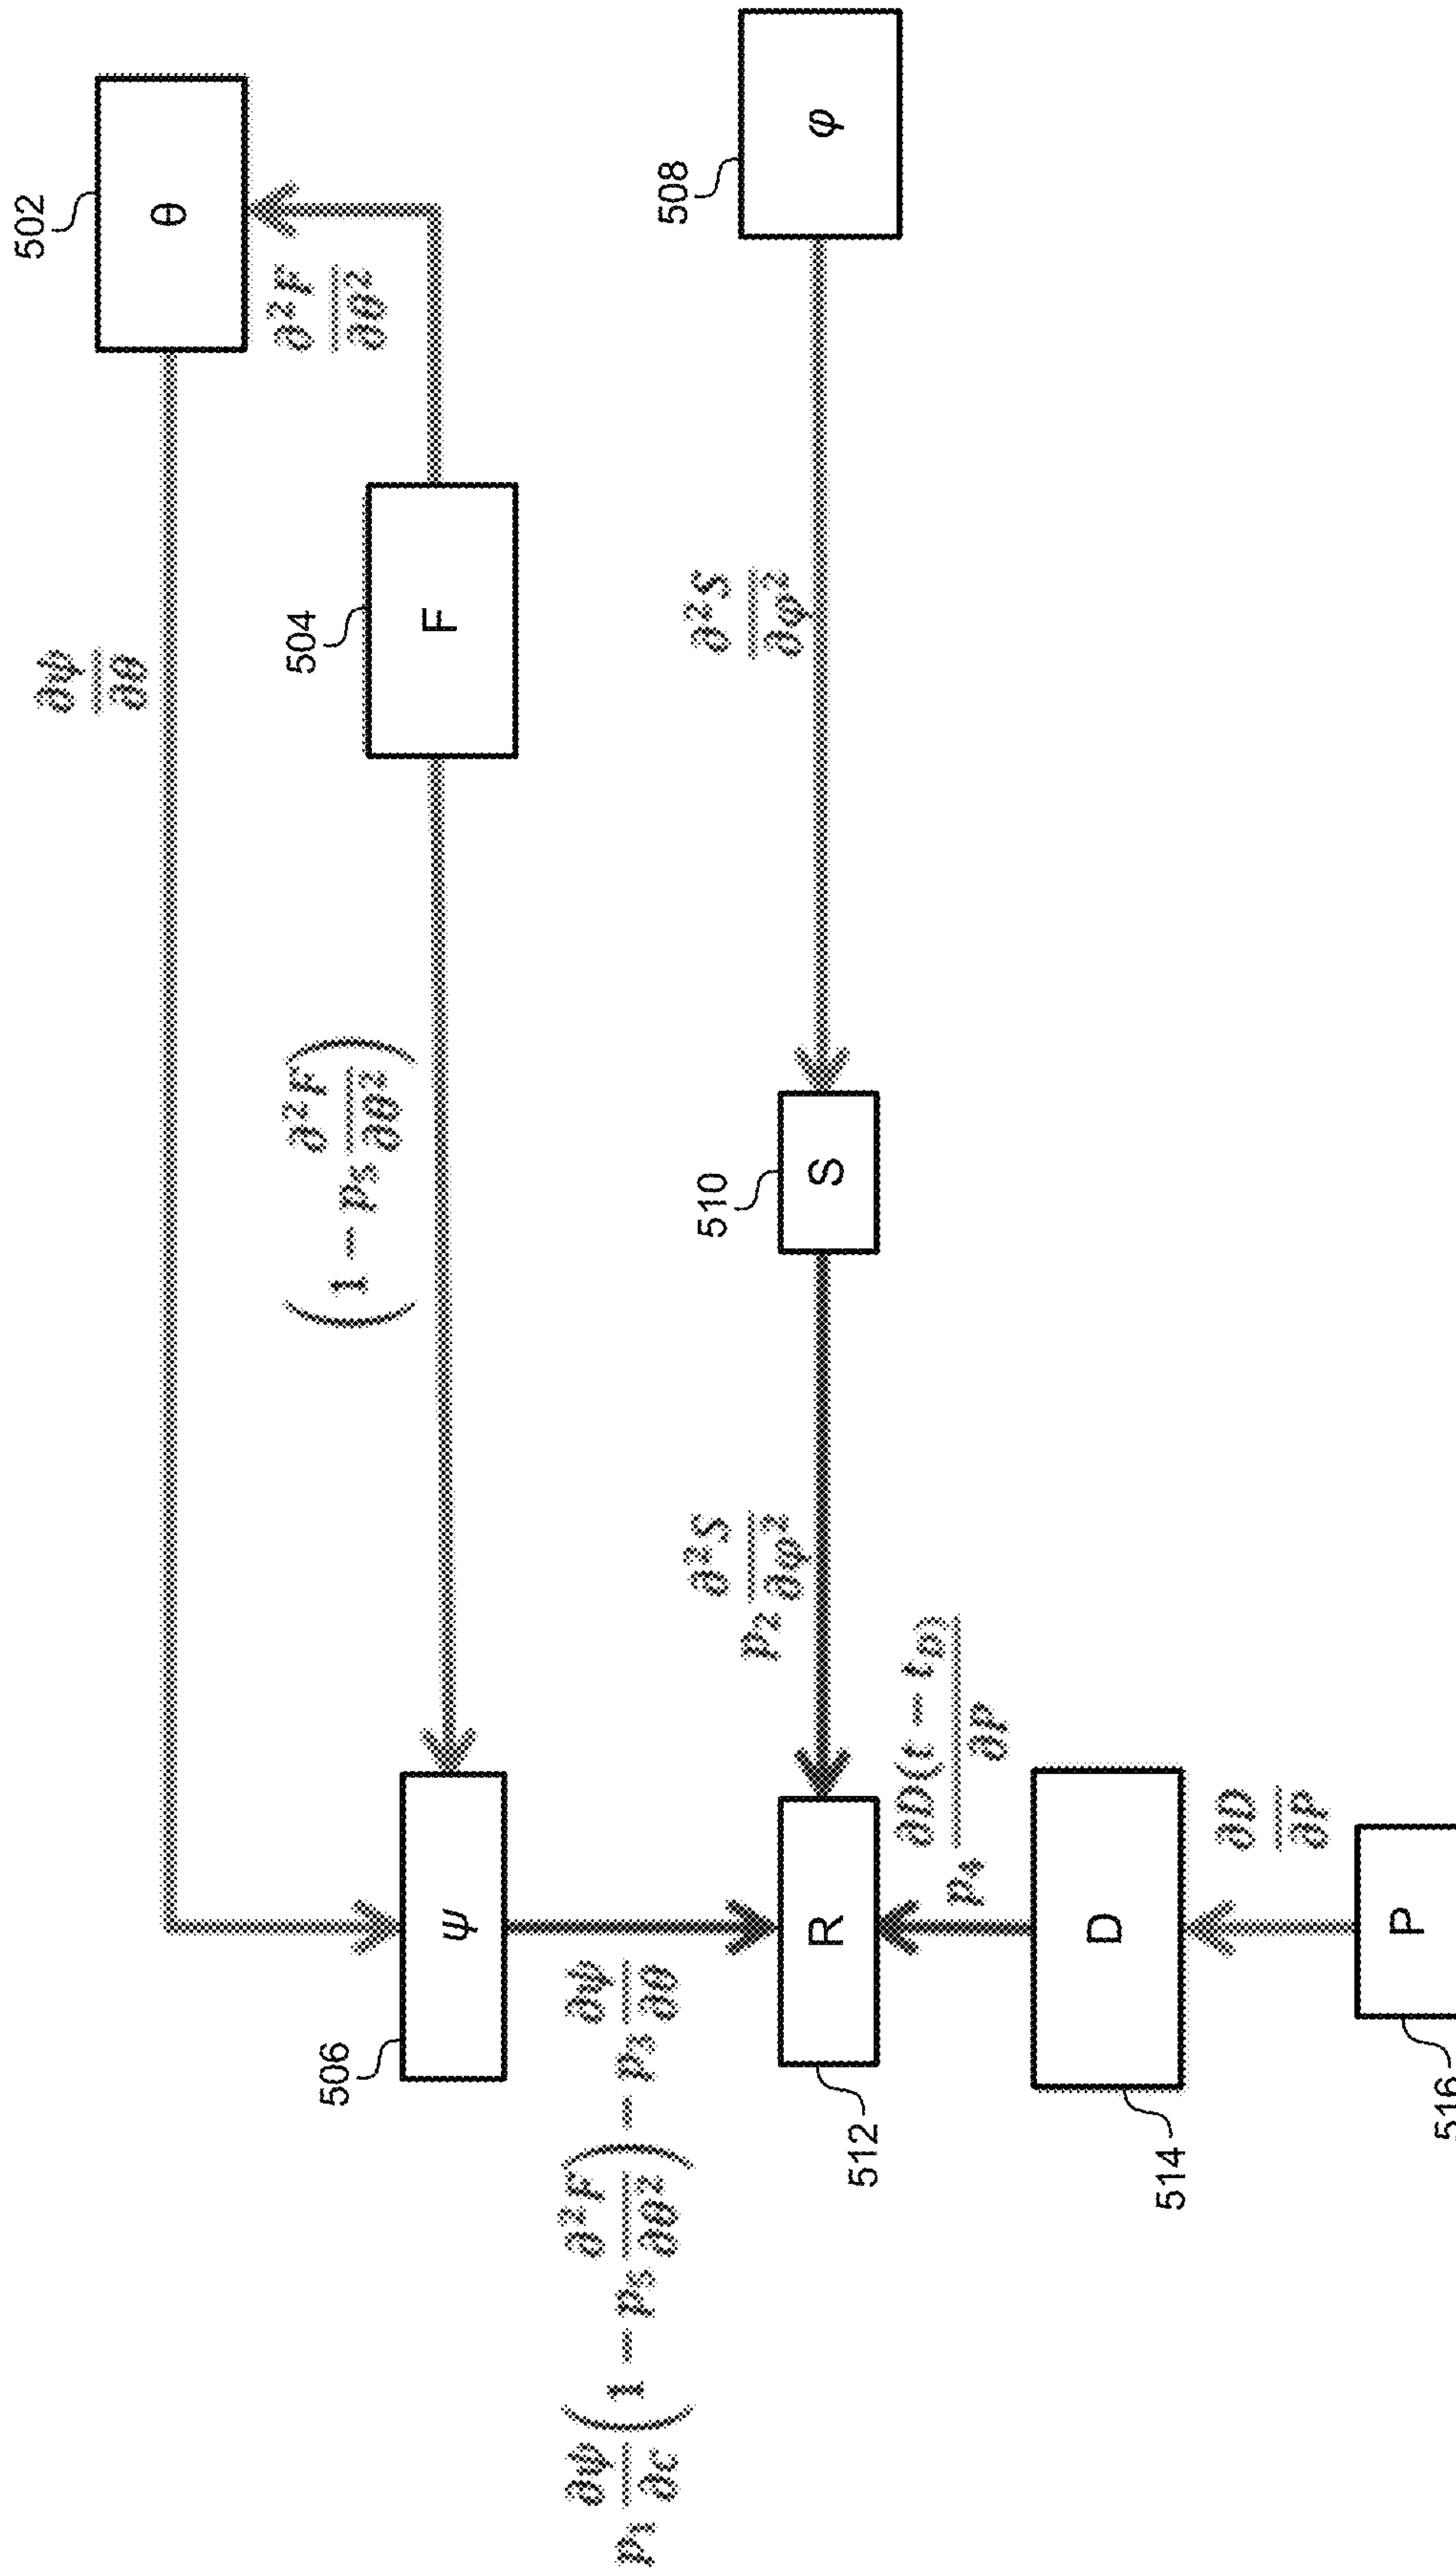 502
θ
∂ψ/∂θ
∂²F/∂θ²
504
F
(1 − p₅ ∂²F/∂θ²)
506
ψ
p₁ ∂ψ/∂c (1 − p₅ ∂²F/∂θ²) − p₃ ∂ψ/∂θ
508
φ
∂²S/∂φ²
510
S
p₂ ∂²S/∂φ²
R
512
p₄ ∂D(t − t_D)/∂P
D
514
∂D/∂P
P
516